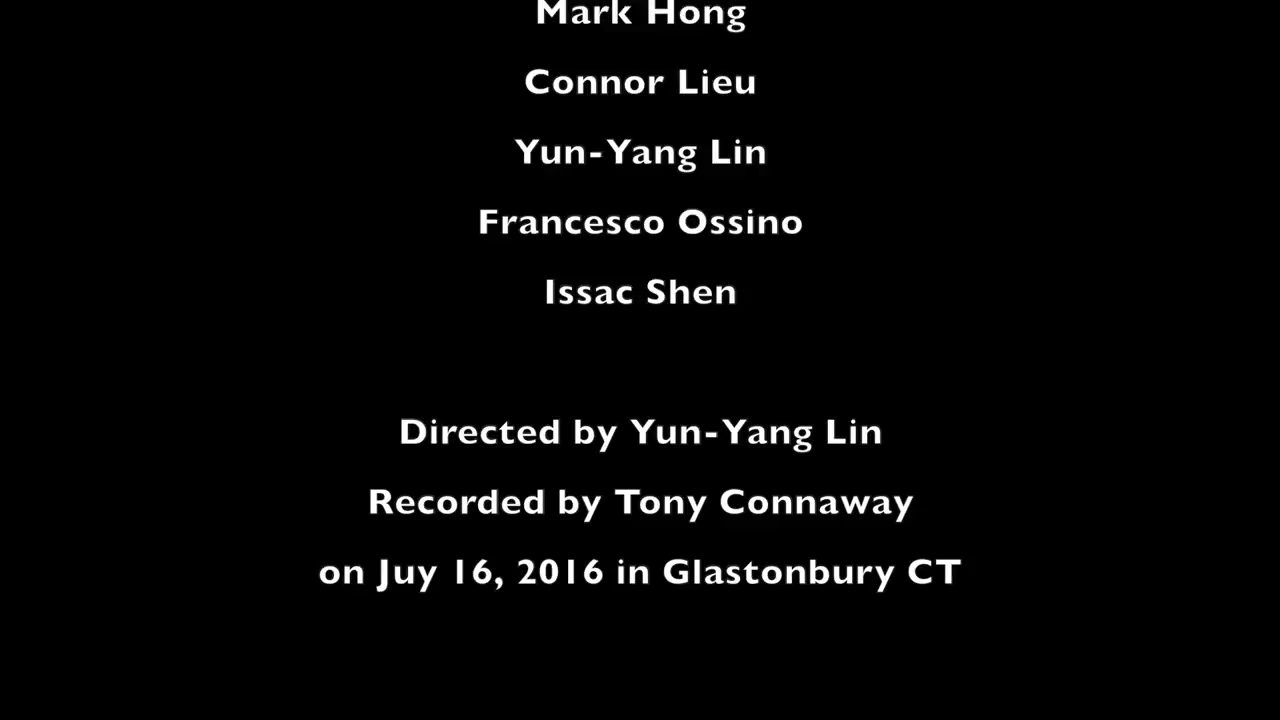 Mark Hong
Connor Lieu
Yun-Yang Lin
Francesco Ossino
Issac Shen
Directed by Yun-Yang Lin
Recorded by Tony Connaway
on Juy 16, 2016 in Glastonbury CT